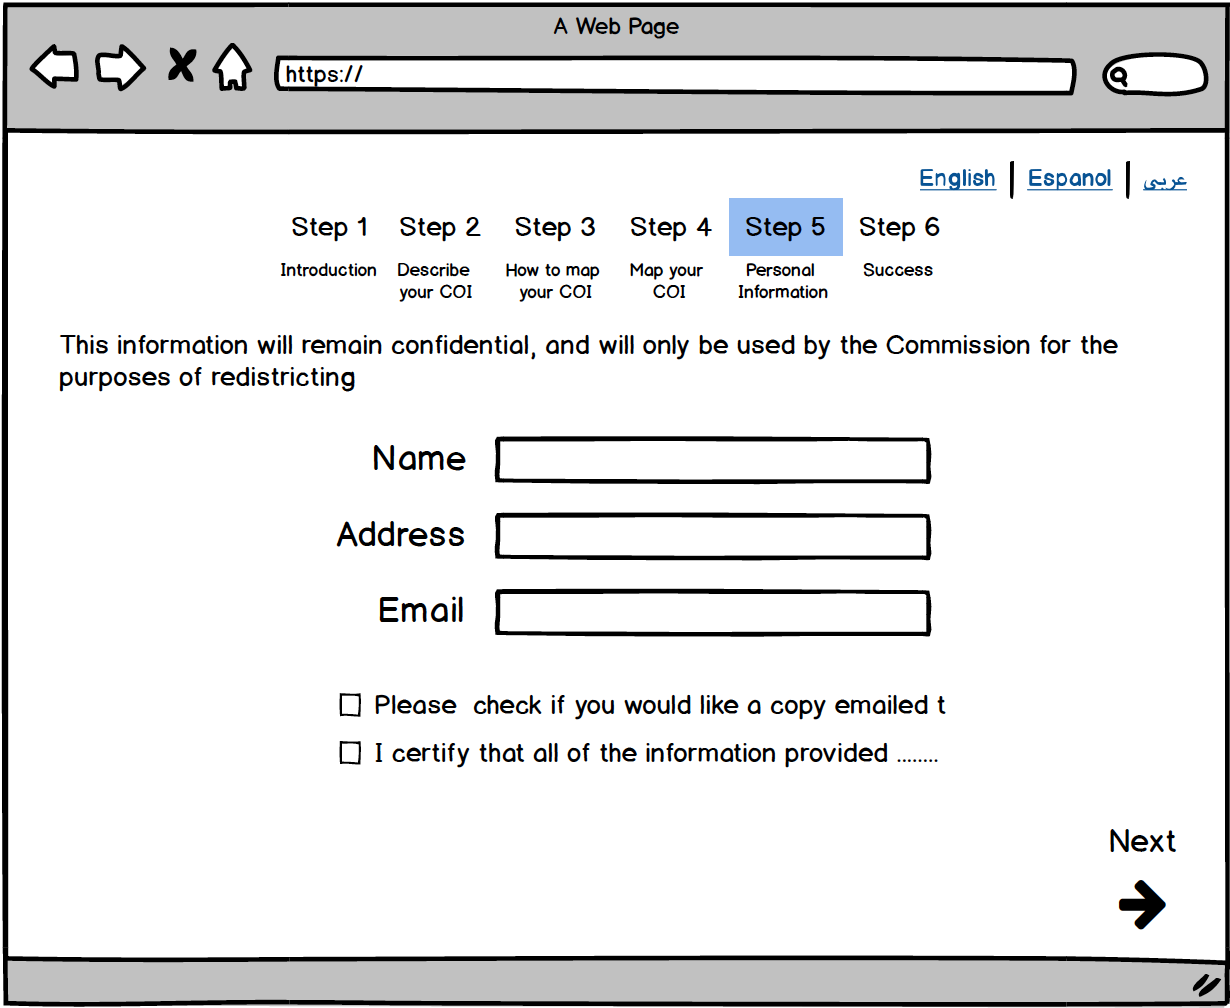 A Web Page
https://
English | Espanol | عربى
Step 1 Step 2 Step 3 Step 4 Step 5 Step 6
Introduction Describe How to map Map your Personal Success
your COI your COI COI Information
This information will remain confidential, and will only be used by the Commission for the
purposes of redistricting
Name
Address
Email
Please check if you would like a copy emailed t
I certify that all of the information provided ........
Next